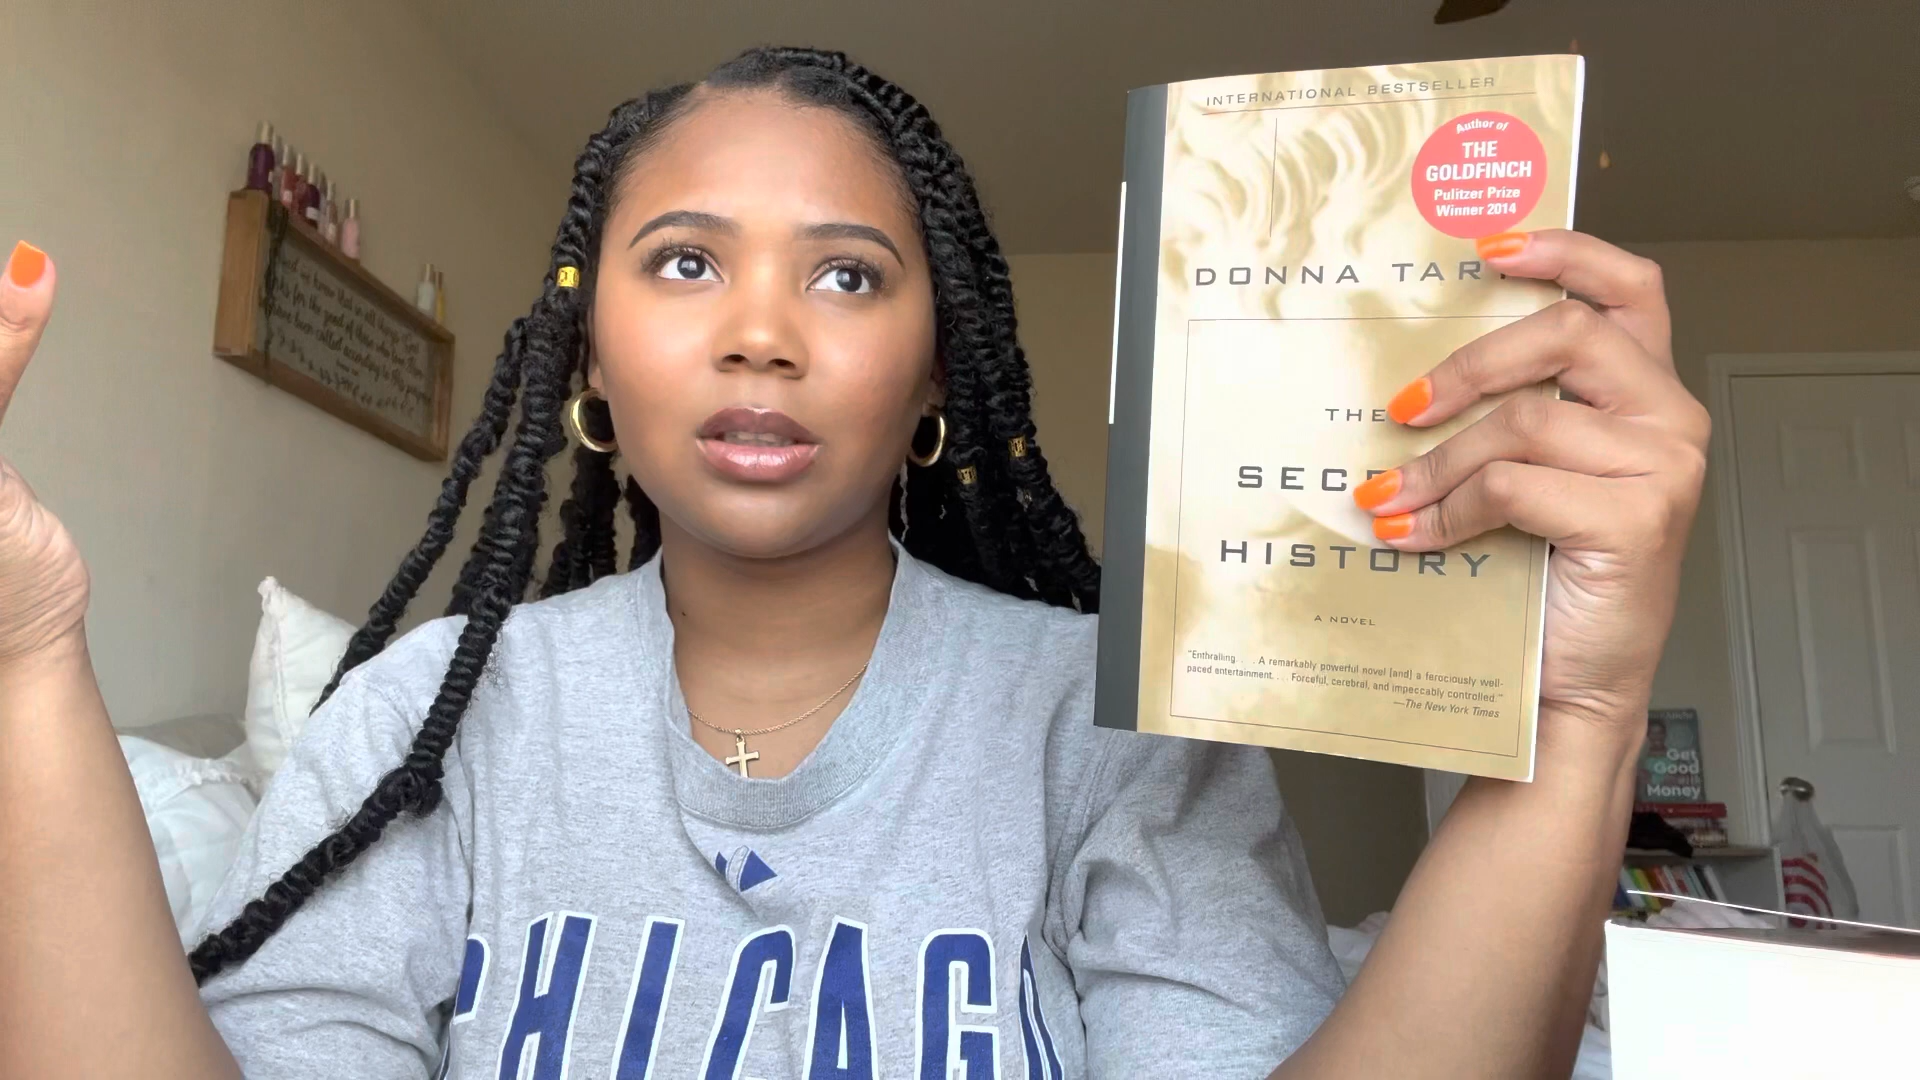 INTERNATIONAL BESTSELLER
Author of
THE
GOLDFINCH
Pulitzer Prize
Winner 2014
DONNA TAR
THE
SEC
HISTORY
A NOVEL
"Enthralling. . . . A remarkably powerful novel [and] a ferociously well-
paced entertainment. . . . Forceful, cerebral, and impeccably controlled."
—The New York Times
CHICAGO
Get
Good
with
Money